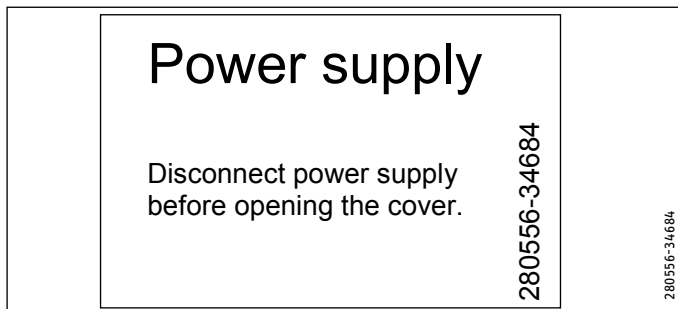 Power supply
Disconnect power supply
before opening the cover.
280556-34684
280556-34684